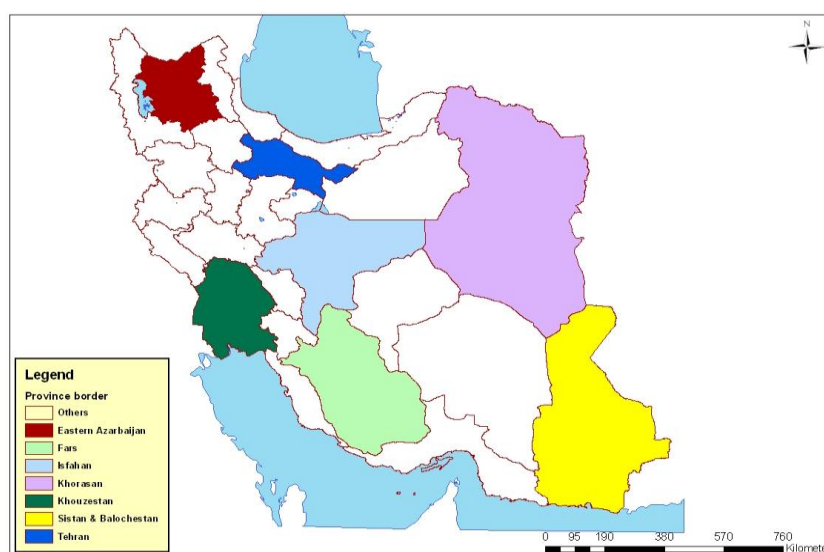 N
Legend
Province border
Others
Eastern Azarbaijan
Fars
Isfahan
Khorasan
Khouzestan
Sistan & Balochestan
Tehran
0 95 190 380 570 760
Kilomete